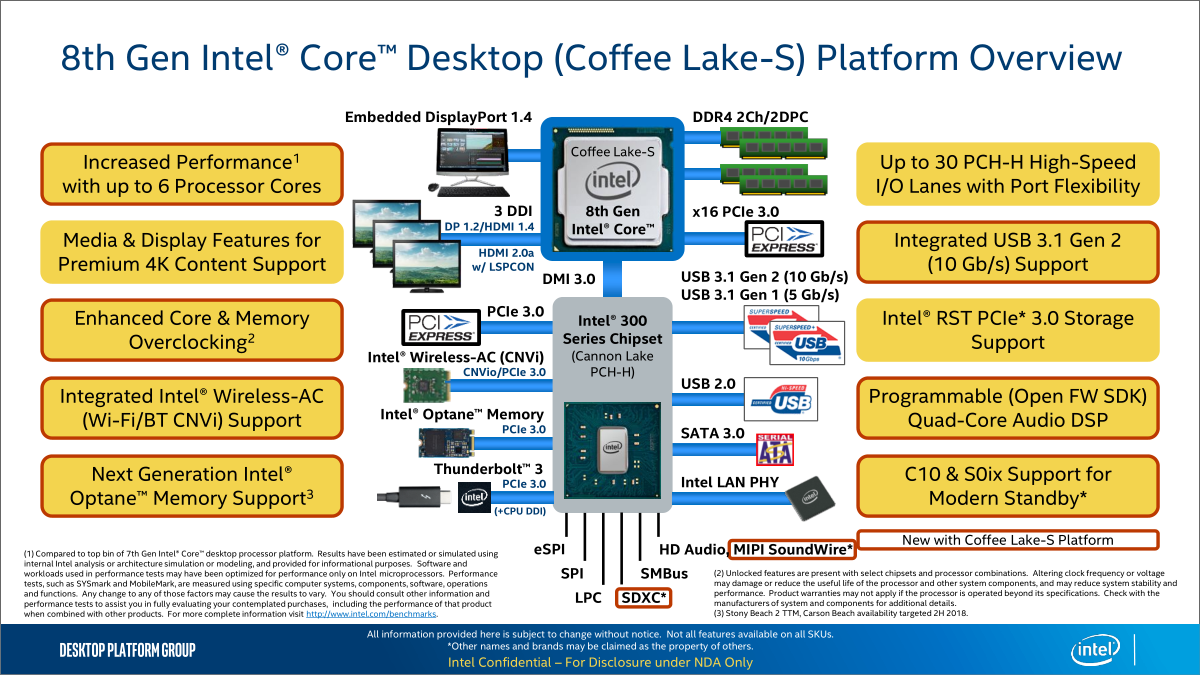 8th Gen Intel® Core™ Desktop (Coffee Lake-S) Platform Overview
Increased Performance¹
with up to 6 Processor Cores
Media & Display Features for
Premium 4K Content Support
Enhanced Core & Memory
Overclocking²
Integrated Intel® Wireless-AC
(Wi-Fi/BT CNVi) Support
Next Generation Intel®
Optane™ Memory Support³
Embedded DisplayPort 1.4
3 DDI
DP 1.2/HDMI 1.4
HDMI 2.0a
w/ LSPCON
DMI 3.0
PCIe 3.0
PCI
EXPRESS®
Intel® Wireless-AC (CNVi)
CNVio/PCIe 3.0
Intel® Optane™ Memory
PCIe 3.0
Thunderbolt™ 3
PCIe 3.0
(+CPU DDI)
intel
Coffee Lake-S
intel
8th Gen
Intel® Core™
Intel® 300
Series Chipset
(Cannon Lake
PCH-H)
intel
DDR4 2Ch/2DPC
x16 PCIe 3.0
PCI
EXPRESS®
USB 3.1 Gen 2 (10 Gb/s)
USB 3.1 Gen 1 (5 Gb/s)
SUPERSPEED
CERTIFIED
SUPERSPEED+
CERTIFIED USB
10Gbps
USB 2.0
HI-SPEED
CERTIFIED USB
SATA 3.0
SERIAL
ATA
Intel LAN PHY
eSPI
SPI
LPC
SDXC*
SMBus
HD Audio, MIPI SoundWire*
Up to 30 PCH-H High-Speed
I/O Lanes with Port Flexibility
Integrated USB 3.1 Gen 2
(10 Gb/s) Support
Intel® RST PCIe* 3.0 Storage
Support
Programmable (Open FW SDK)
Quad-Core Audio DSP
C10 & S0ix Support for
Modern Standby*
New with Coffee Lake-S Platform
(1) Compared to top bin of 7th Gen Intel® Core™ desktop processor platform. Results have been estimated or simulated using
internal Intel analysis or architecture simulation or modeling, and provided for informational purposes. Software and
workloads used in performance tests may have been optimized for performance only on Intel microprocessors. Performance
tests, such as SYSmark and MobileMark, are measured using specific computer systems, components, software, operations
and functions. Any change to any of those factors may cause the results to vary. You should consult other information and
performance tests to assist you in fully evaluating your contemplated purchases, including the performance of that product
when combined with other products. For more complete information visit http://www.intel.com/benchmarks.
(2) Unlocked features are present with select chipsets and processor combinations. Altering clock frequency or voltage
may damage or reduce the useful life of the processor and other system components, and may reduce system stability and
performance. Product warranties may not apply if the processor is operated beyond its specifications. Check with the
manufacturers of system and components for additional details.
(3) Stony Beach 2 TTM, Carson Beach availability targeted 2H 2018.
DESKTOP PLATFORM GROUP
All information provided here is subject to change without notice. Not all features available on all SKUs.
*Other names and brands may be claimed as the property of others.
Intel Confidential – For Disclosure under NDA Only
intel